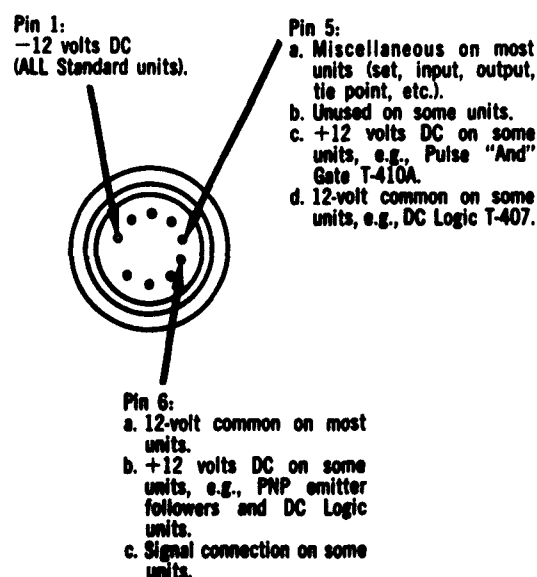 Pin 1:
−12 volts DC
(ALL Standard units).
Pin 5:
a. Miscellaneous on most
units (set, input, output,
tie point, etc.).
b. Unused on some units.
c. +12 volts DC on some
units, e.g., Pulse “And”
Gate T-410A.
d. 12-volt common on some
units, e.g., DC Logic T-407.
Pin 6:
a. 12-volt common on most
units.
b. +12 volts DC on some
units, e.g., PNP emitter
followers and DC Logic
units.
c. Signal connection on some
units.